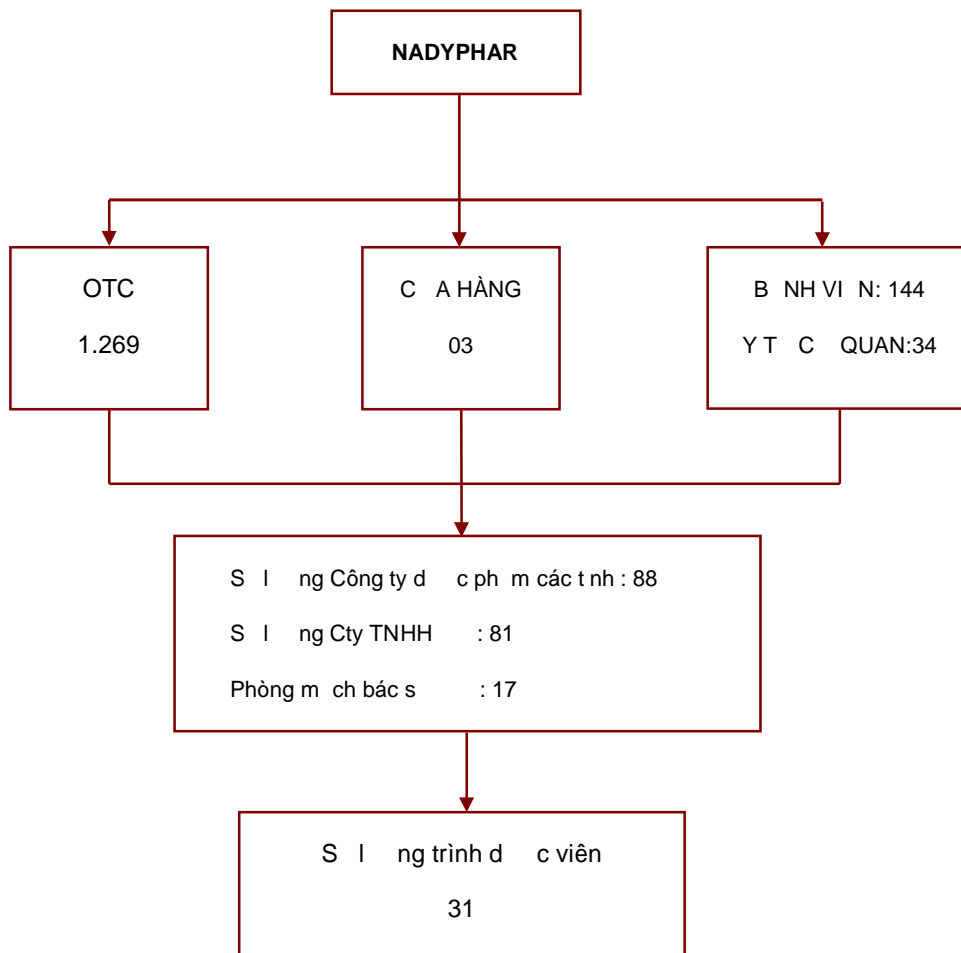 NADYPHAR
OTC
1.269
C A HÀNG
03
B NH VI N: 144
Y T C QUAN:34
S l ng Công ty d c ph m các t nh : 88
S l ng Cty TNHH : 81
Phòng m ch bác s : 17
S l ng trình d c viên
31